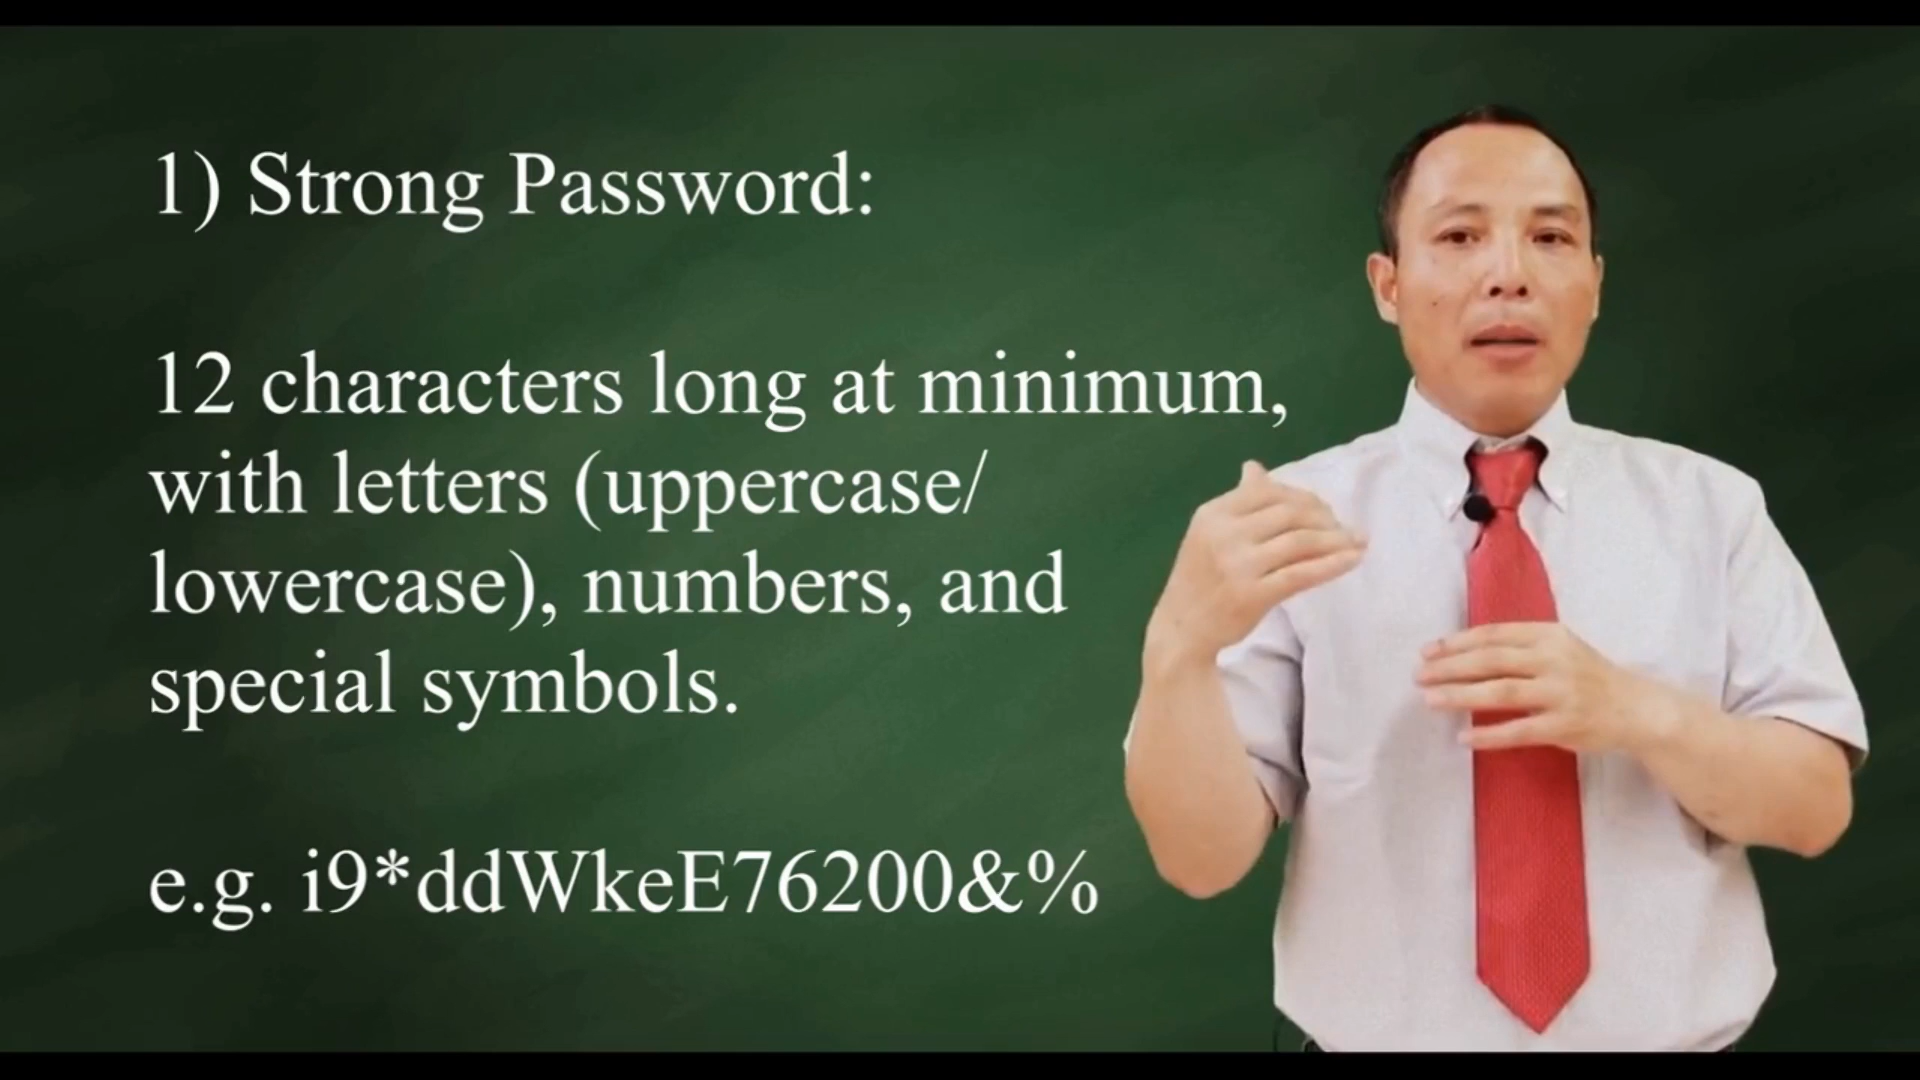 1) Strong Password:
12 characters long at minimum,
with letters (uppercase/
lowercase), numbers, and
special symbols.
e.g. i9*ddWkeE76200&%